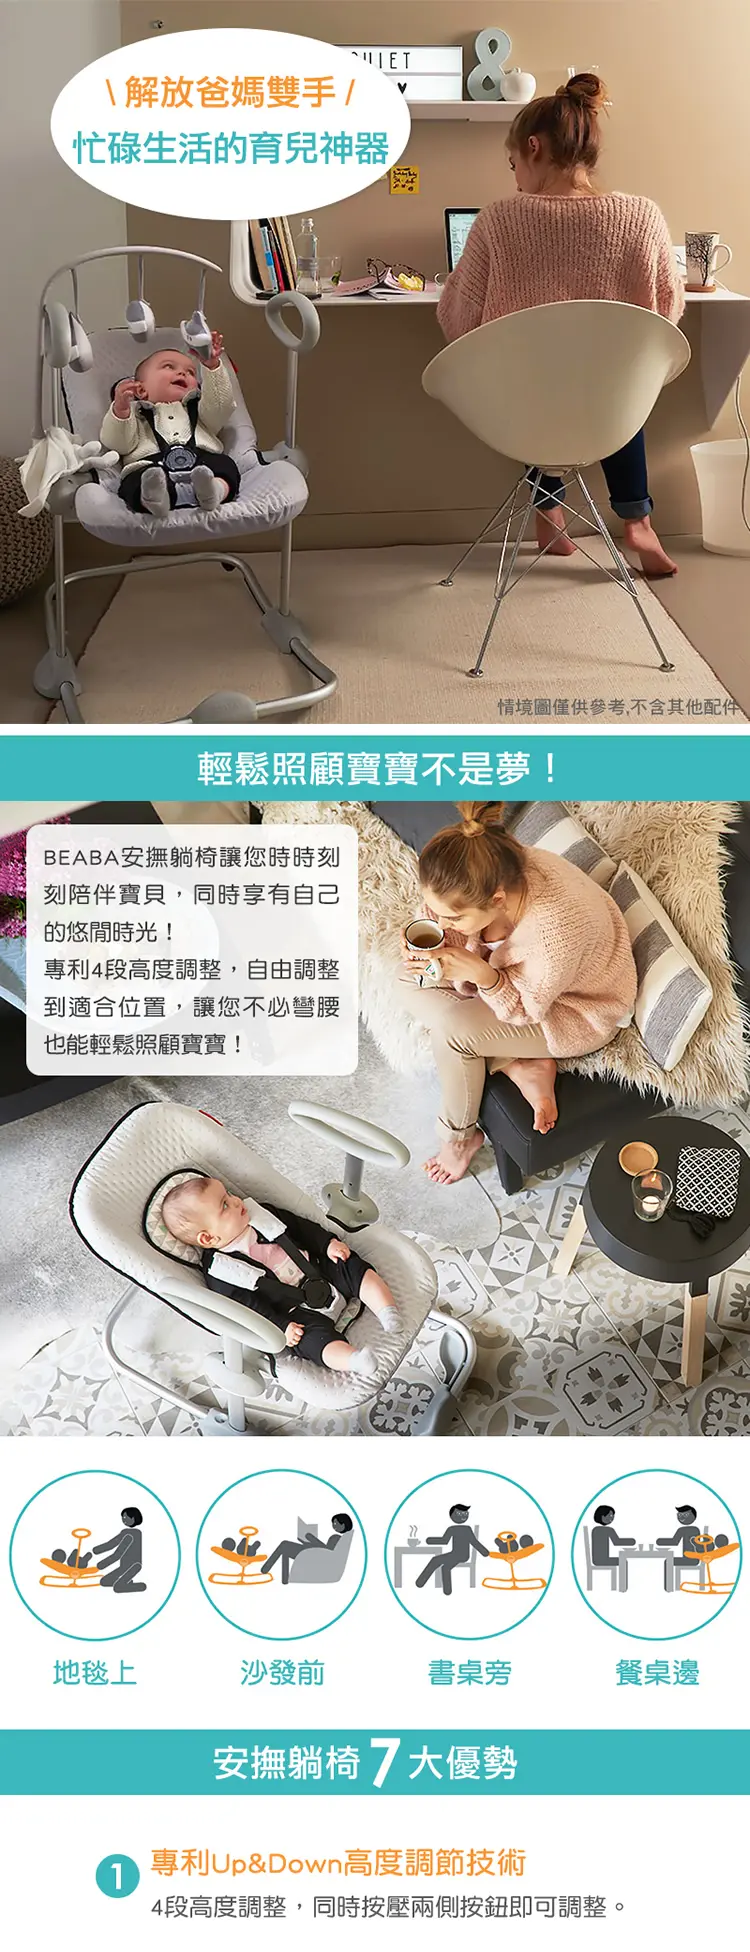 \ 解放爸媽雙手 /
忙碌生活的育兒神器
情境圖僅供參考,不含其他配件
輕鬆照顧寶寶不是夢！
BEABA安撫躺椅讓您時時刻
刻陪伴寶貝，同時享有自己
的悠閒時光！
專利4段高度調整，自由調整
到適合位置，讓您不必彎腰
也能輕鬆照顧寶寶！
地毯上
沙發前
書桌旁
餐桌邊
安撫躺椅7大優勢
1 專利Up&Down高度調節技術
4段高度調整，同時按壓兩側按鈕即可調整。